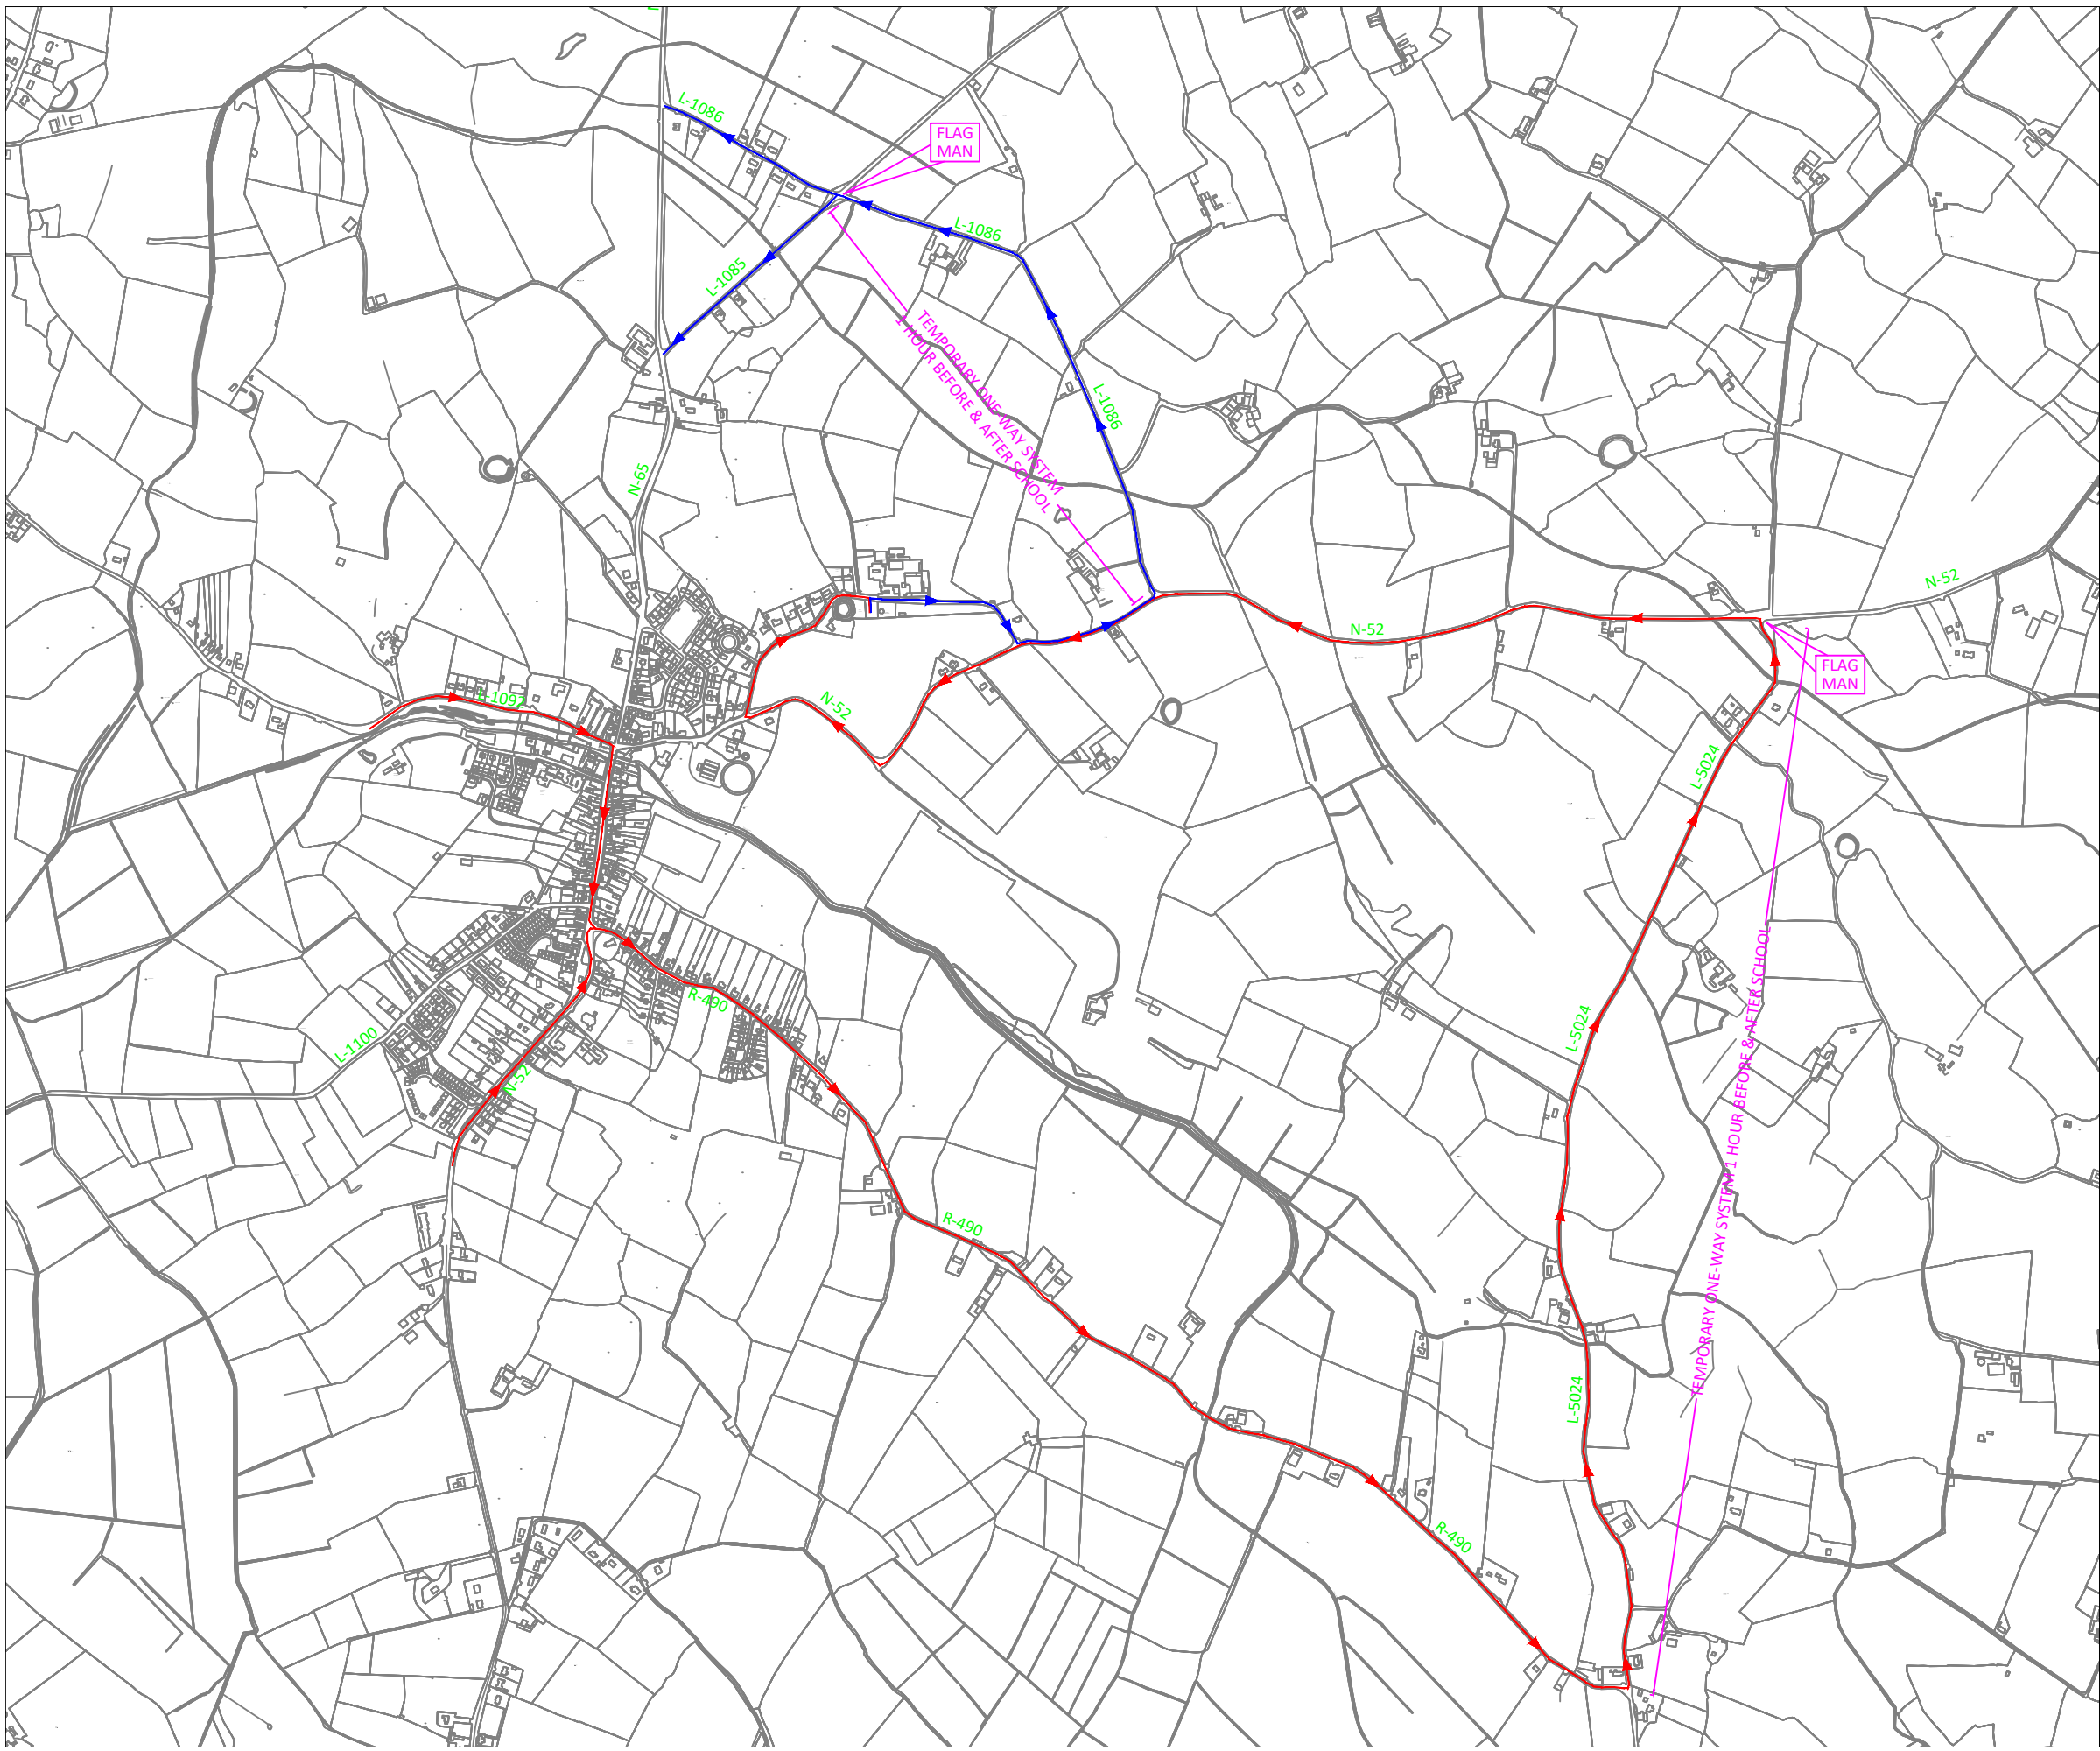 L-1086
FLAG
MAN
L-1086
L-1085
TEMPORARY ONE-WAY SYSTEM
1 HOUR BEFORE & AFTER SCHOOL
L-1086
N-65
N-52
N-52
FLAG
MAN
L-1092
N-52
L-5024
R-490
L-1100
N-52
L-5024
TEMPORARY ONE-WAY SYSTEM 1 HOUR BEFORE & AFTER SCHOOL
R-490
L-5024
R-490